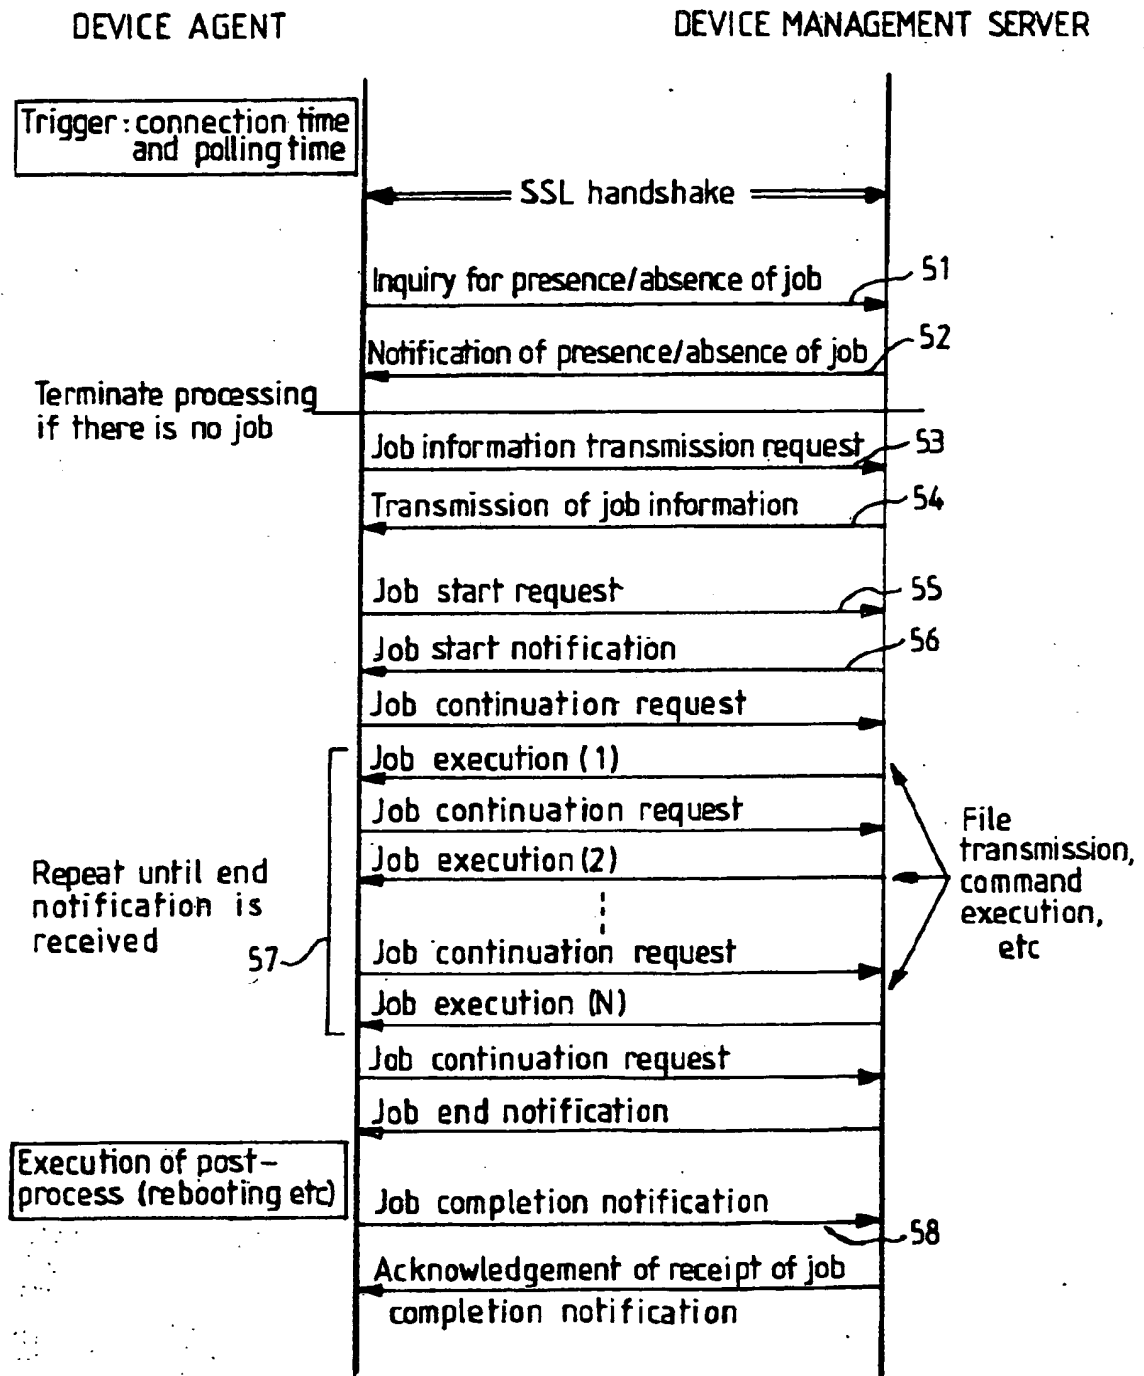 DEVICE AGENT
DEVICE MANAGEMENT SERVER
Trigger: connection time
and polling time
SSL handshake
Inquiry for presence/absence of job
51
Notification of presence/absence of job
52
Terminate processing
if there is no job
Job information transmission request
53
Transmission of job information
54
Job start request
55
Job start notification
56
Job continuation request
Job execution (1)
Job continuation request
Job execution (2)
File
transmission,
command
execution,
etc
Repeat until end
notification is
received
57
Job continuation request
Job execution (N)
Job continuation request
Job end notification
Execution of post-
process (rebooting etc)
Job completion notification
58
Acknowledgement of receipt of job
completion notification